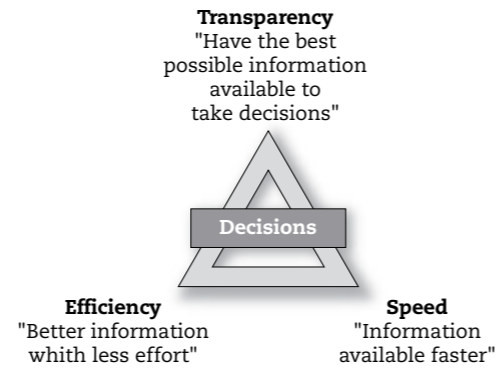 Transparency
"Have the best
possible information
available to
take decisions"
Decisions
Efficiency
"Better information
whith less effort"
Speed
"Information
available faster"